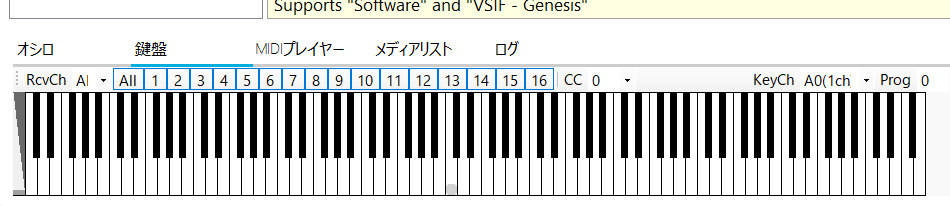 Supports "Software" and "VSIF - Genesis"
オシロ 鍵盤 MIDIプレイヤー メディアリスト ログ
RcvCh Al All 1 2 3 4 5 6 7 8 9 10 11 12 13 14 15 16 CC 0 KeyCh A0(1ch) Prog 0